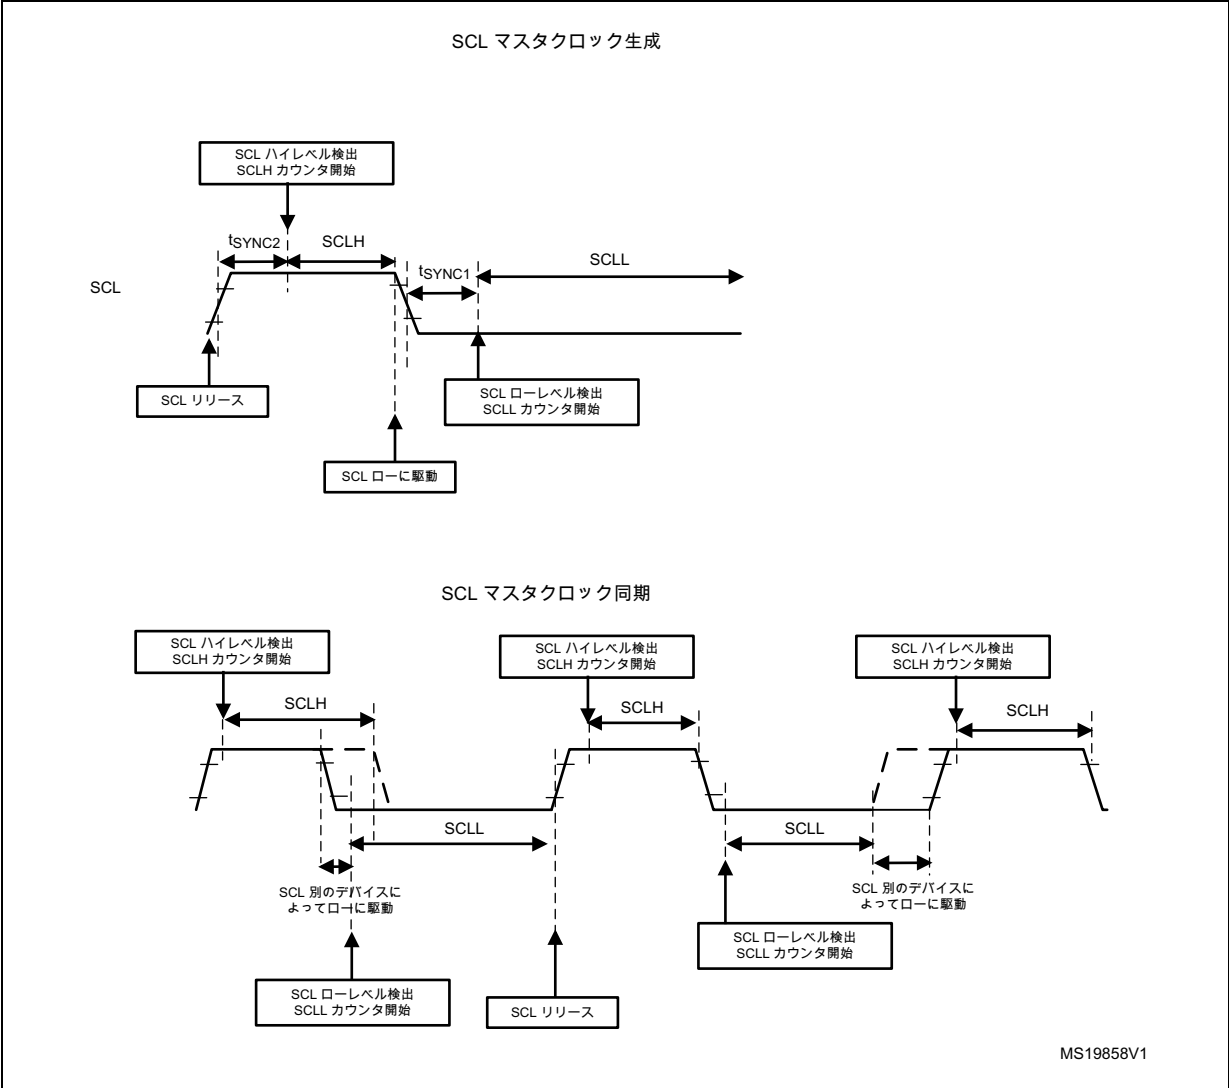 SCL マスタクロック生成
SCL ハイレベル検出
SCLH カウンタ開始
tSYNC2
SCLH
tSYNC1
SCLL
SCL
SCL リリース
SCL ローレベル検出
SCLL カウンタ開始
SCL ローに駆動
SCL マスタクロック同期
SCL ハイレベル検出
SCLH カウンタ開始
SCL ハイレベル検出
SCLH カウンタ開始
SCL ハイレベル検出
SCLH カウンタ開始
SCLH
SCLH
SCLH
SCLL
SCLL
SCL 別のデバイスに
よってローに駆動
SCL 別のデバイスに
よってローに駆動
SCL ローレベル検出
SCLL カウンタ開始
SCL ローレベル検出
SCLL カウンタ開始
SCL リリース
MS19858V1